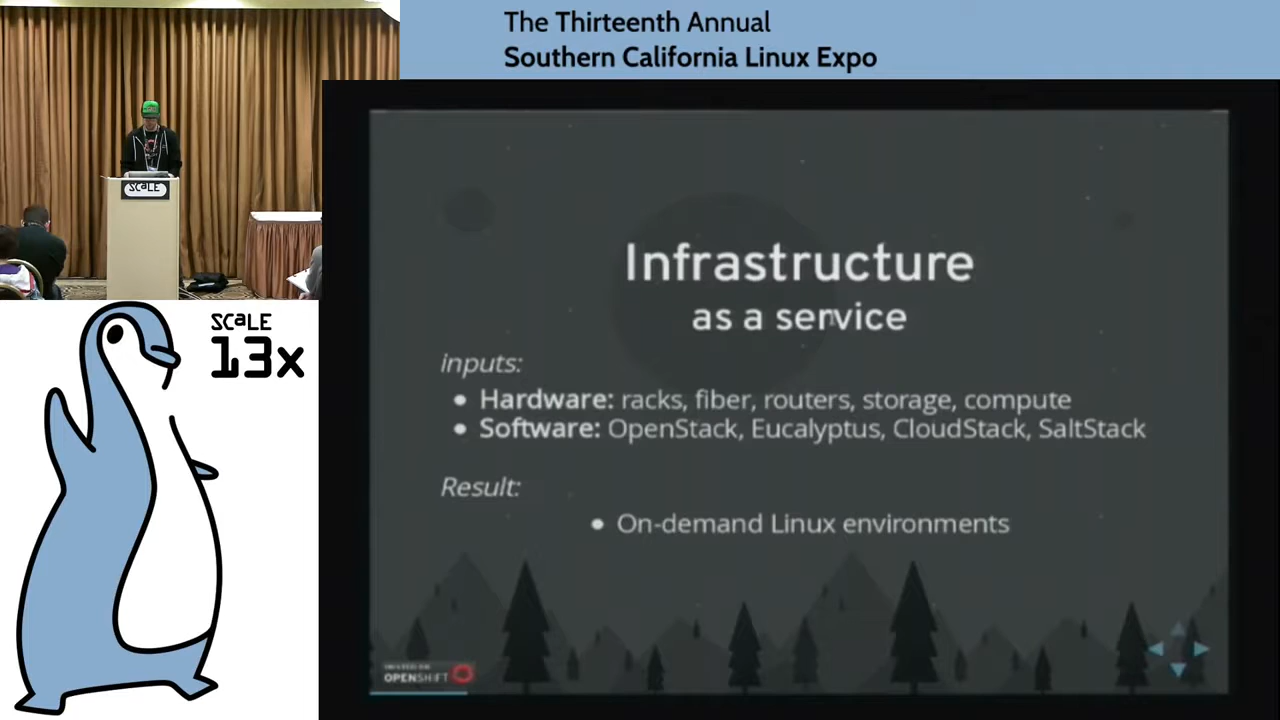 The Thirteenth Annual
Southern California Linux Expo
SCaLE
SCaLE
13x
Infrastructure
as a service
inputs:
• Hardware: racks, fiber, routers, storage, compute
• Software: OpenStack, Eucalyptus, CloudStack, SaltStack
Result:
• On-demand Linux environments
OPENSHIFT